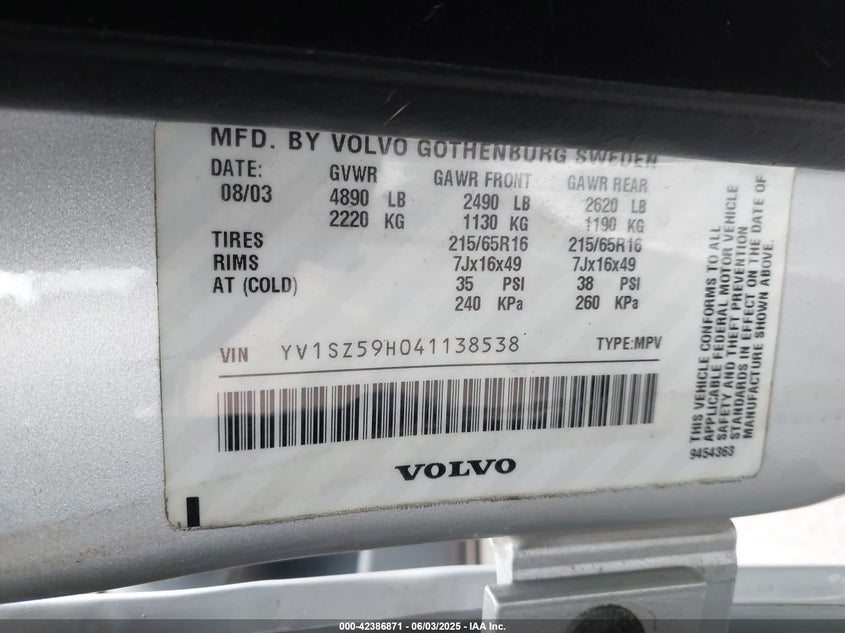 MFD. BY VOLVO GOTHENBURG SWEDEN
DATE: GVWR GAWR FRONT GAWR REAR
08/03 4890 LB 2490 LB 2620 LB
2220 KG 1130 KG 1190 KG
TIRES 215/65R16 215/65R16
RIMS 7Jx16x49 7Jx16x49
AT (COLD) 35 PSI 38 PSI
240 KPa 260 KPa
VIN YV1SZ59H041138538 TYPE:MPV
VOLVO
THIS VEHICLE CONFORMS TO ALL
APPLICABLE FEDERAL MOTOR VEHICLE
SAFETY AND THEFT PREVENTION
STANDARDS IN EFFECT ON THE DATE OF
MANUFACTURE SHOWN ABOVE.
9454363
000-42386871 - 06/03/2025 - IAA Inc.